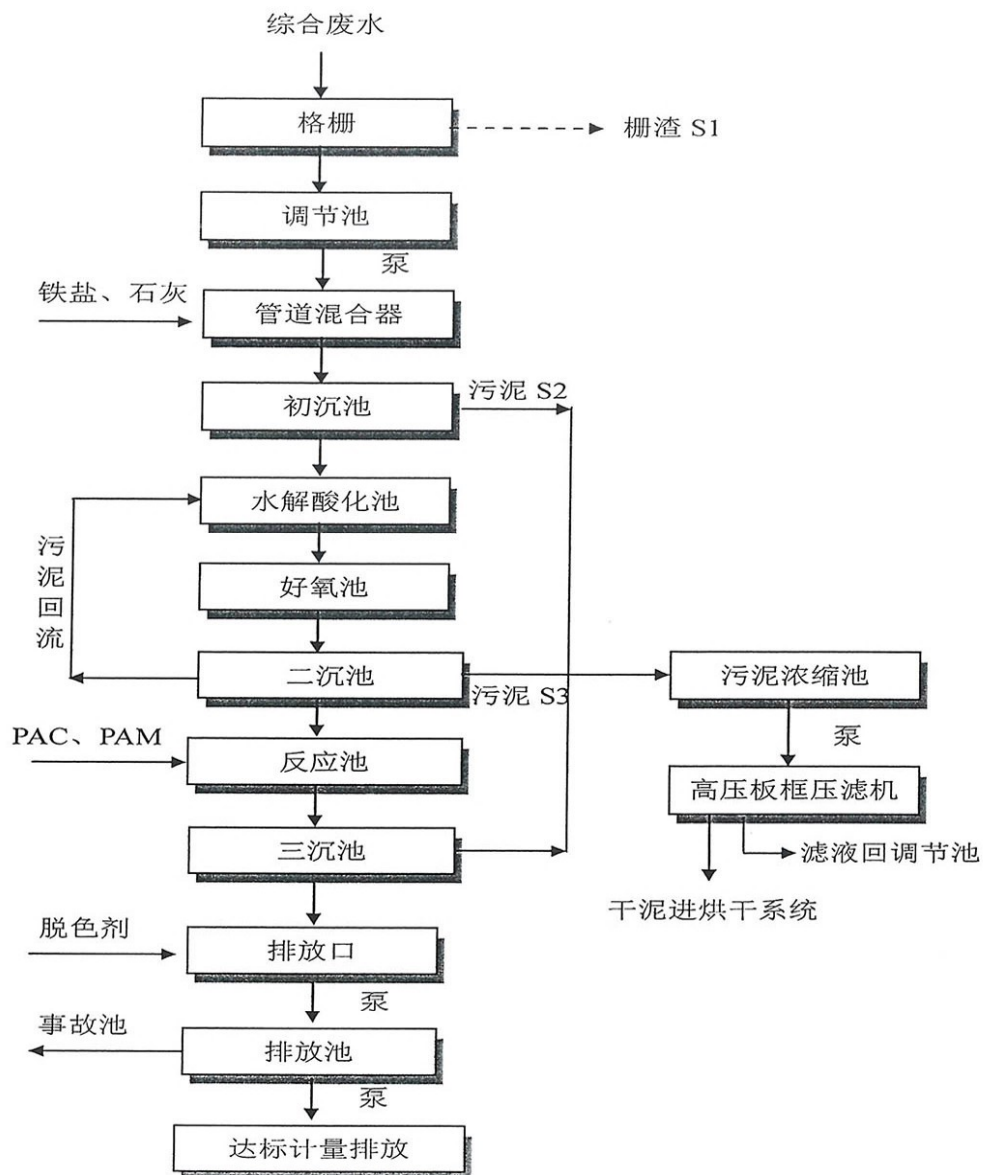 综合废水
格栅
栅渣 S1
调节池
泵
铁盐、石灰
管道混合器
初沉池
污泥 S2
水解酸化池
污泥回流
好氧池
二沉池
污泥 S3
污泥浓缩池
泵
PAC、PAM
反应池
高压板框压滤机
三沉池
滤液回调节池
干泥进烘干系统
脱色剂
排放口
泵
事故池
排放池
泵
达标计量排放